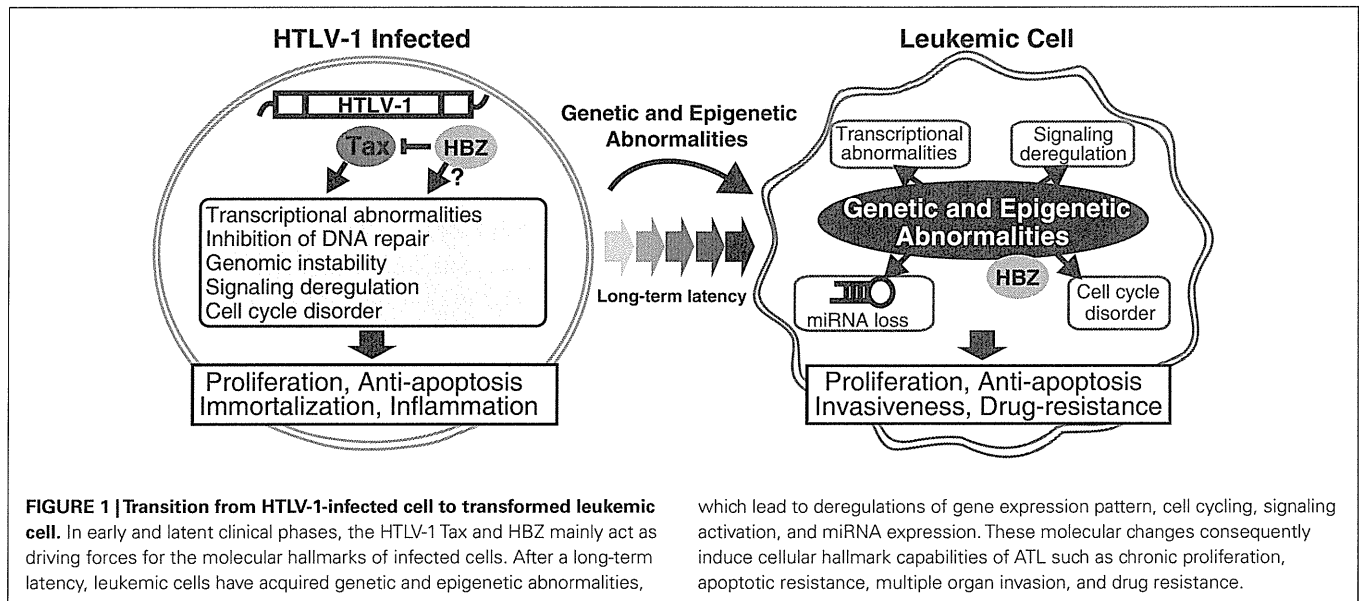 HTLV-1 Infected
HTLV-1
Tax
HBZ
?
Transcriptional abnormalities
Inhibition of DNA repair
Genomic instability
Signaling deregulation
Cell cycle disorder
Proliferation, Anti-apoptosis
Immortalization, Inflammation
Genetic and Epigenetic
Abnormalities
Long-term latency
Leukemic Cell
Transcriptional
abnormalities
Signaling
deregulation
Genetic and Epigenetic
Abnormalities
HBZ
miRNA loss
Cell cycle
disorder
Proliferation, Anti-apoptosis
Invasiveness, Drug-resistance
FIGURE 1 | Transition from HTLV-1-infected cell to transformed leukemic
cell. In early and latent clinical phases, the HTLV-1 Tax and HBZ mainly act as
driving forces for the molecular hallmarks of infected cells. After a long-term
latency, leukemic cells have acquired genetic and epigenetic abnormalities,
which lead to deregulations of gene expression pattern, cell cycling, signaling
activation, and miRNA expression. These molecular changes consequently
induce cellular hallmark capabilities of ATL such as chronic proliferation,
apoptotic resistance, multiple organ invasion, and drug resistance.